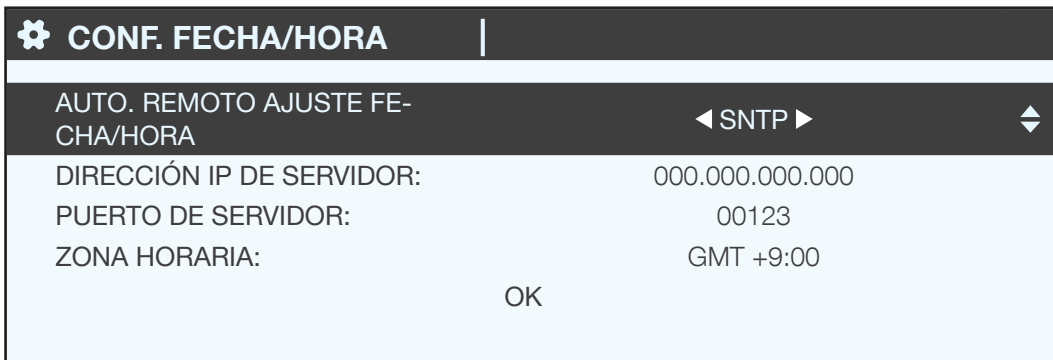 CONF. FECHA/HORA
AUTO. REMOTO AJUSTE FE-
CHA/HORA
SNTP
DIRECCIÓN IP DE SERVIDOR: 000.000.000.000
PUERTO DE SERVIDOR: 00123
ZONA HORARIA: GMT +9:00
OK